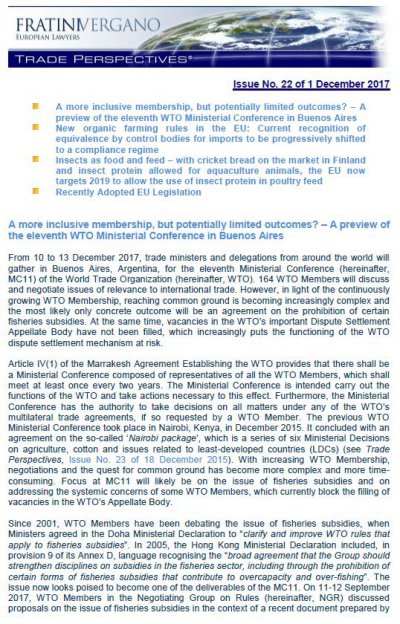 FRATINIVERGANO
EUROPEAN LAWYERS
TRADE PERSPECTIVES®
Issue No. 22 of 1 December 2017
A more inclusive membership, but potentially limited outcomes? – A
preview of the eleventh WTO Ministerial Conference in Buenos Aires
New organic farming rules in the EU: Current recognition of
equivalence by control bodies for imports to be progressively shifted
to a compliance regime
Insects as food and feed – with cricket bread on the market in Finland
and insect protein allowed for aquaculture animals, the EU now
targets 2019 to allow the use of insect protein in poultry feed
Recently Adopted EU Legislation
A more inclusive membership, but potentially limited outcomes? – A preview of
the eleventh WTO Ministerial Conference in Buenos Aires
From 10 to 13 December 2017, trade ministers and delegations from around the world will
gather in Buenos Aires, Argentina, for the eleventh Ministerial Conference (hereinafter,
MC11) of the World Trade Organization (hereinafter, WTO). 164 WTO Members will discuss
and negotiate issues of relevance to international trade. However, in light of the continuously
growing WTO Membership, reaching common ground is becoming increasingly complex and
the most likely only concrete outcome will be an agreement on the prohibition of certain
fisheries subsidies. At the same time, vacancies in the WTO's important Dispute Settlement
Appellate Body have not been filled, which increasingly puts the functioning of the WTO
dispute settlement mechanism at risk.
Article IV(1) of the Marrakesh Agreement Establishing the WTO provides that there shall be
a Ministerial Conference composed of representatives of all the WTO Members, which shall
meet at least once every two years. The Ministerial Conference is intended carry out the
functions of the WTO and take actions necessary to this effect. Furthermore, the Ministerial
Conference has the authority to take decisions on all matters under any of the WTO's
multilateral trade agreements, if so requested by a WTO Member. The previous WTO
Ministerial Conference took place in Nairobi, Kenya, in December 2015. It concluded with an
agreement on the so-called 'Nairobi package', which is a series of six Ministerial Decisions
on agriculture, cotton and issues related to least-developed countries (LDCs) (see Trade
Perspectives, Issue No. 23 of 18 December 2015). With increasing WTO Membership,
negotiations and the quest for common ground has become more complex and more time-
consuming. Focus at MC11 will likely be on the issue of fisheries subsidies and on
addressing the systemic concerns of some WTO Members, which currently block the filling of
vacancies in the WTO's Appellate Body.
Since 2001, WTO Members have been debating the issue of fisheries subsidies, when
Ministers agreed in the Doha Ministerial Declaration to "clarify and improve WTO rules that
apply to fisheries subsidies". In 2005, the Hong Kong Ministerial Declaration included, in
provision 9 of its Annex D, language recognising the "broad agreement that the Group should
strengthen disciplines on subsidies in the fisheries sector, including through the prohibition of
certain forms of fisheries subsidies that contribute to overcapacity and over-fishing". The
issue now looks poised to become one of the deliverables of the MC11. On 11-12 September
2017, WTO Members in the Negotiating Group on Rules (hereinafter, NGR) discussed
proposals on the issue of fisheries subsidies in the context of a recent document prepared by